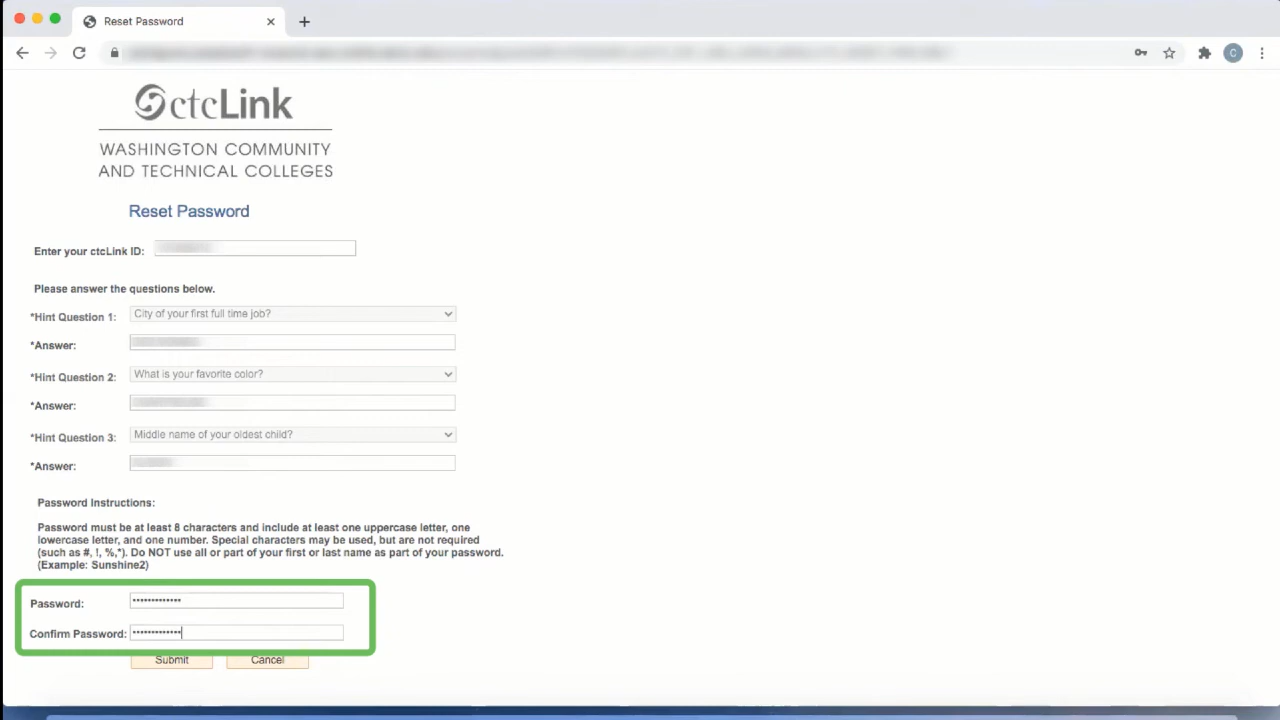 Reset Password
C
ctcLink
WASHINGTON COMMUNITY
AND TECHNICAL COLLEGES
Reset Password
Enter your ctcLink ID:
Please answer the questions below.
*Hint Question 1: City of your first full time job?
*Answer:
*Hint Question 2: What is your favorite color?
*Answer:
*Hint Question 3: Middle name of your oldest child?
*Answer:
Password Instructions:
Password must be at least 8 characters and include at least one uppercase letter, one
lowercase letter, and one number. Special characters may be used, but are not required
(such as #, !, %,*). Do NOT use all or part of your first or last name as part of your password.
(Example: Sunshine2)
Password: •••••••••••••
Confirm Password: •••••••••••••
Submit Cancel